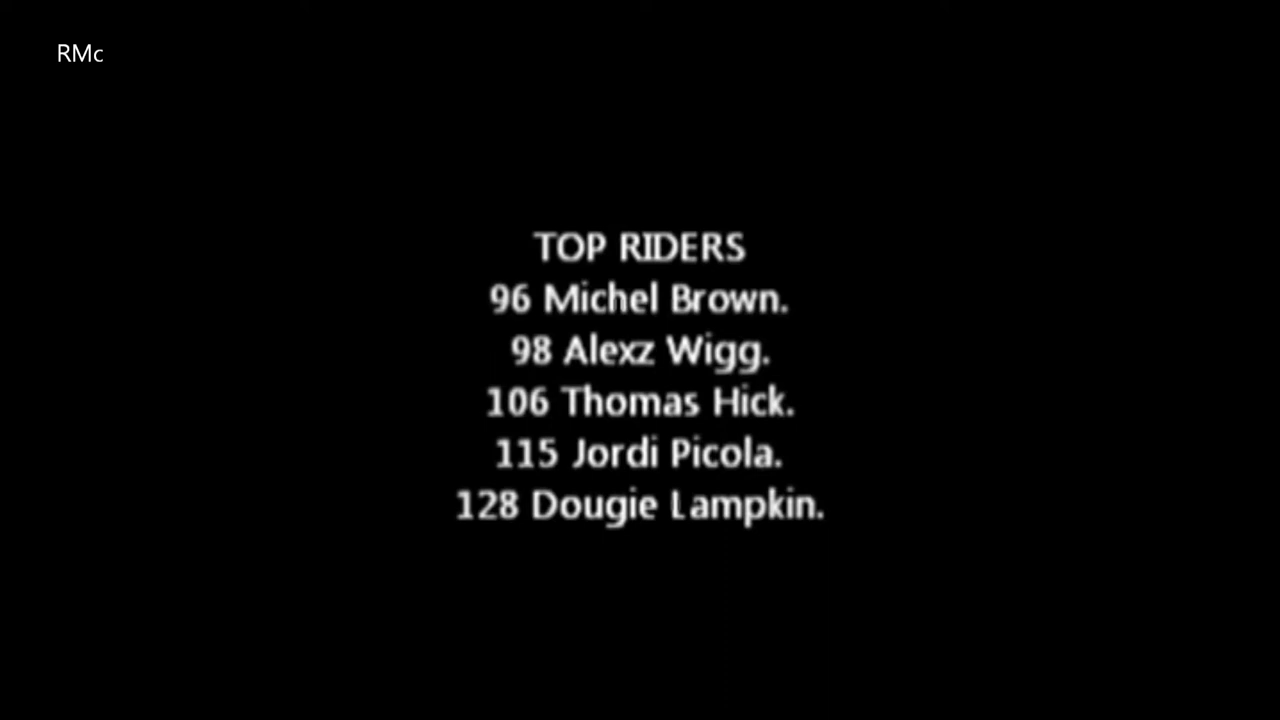 RMc
TOP RIDERS
96 Michel Brown.
98 Alexz Wigg.
106 Thomas Hick.
115 Jordi Picola.
128 Dougie Lampkin.